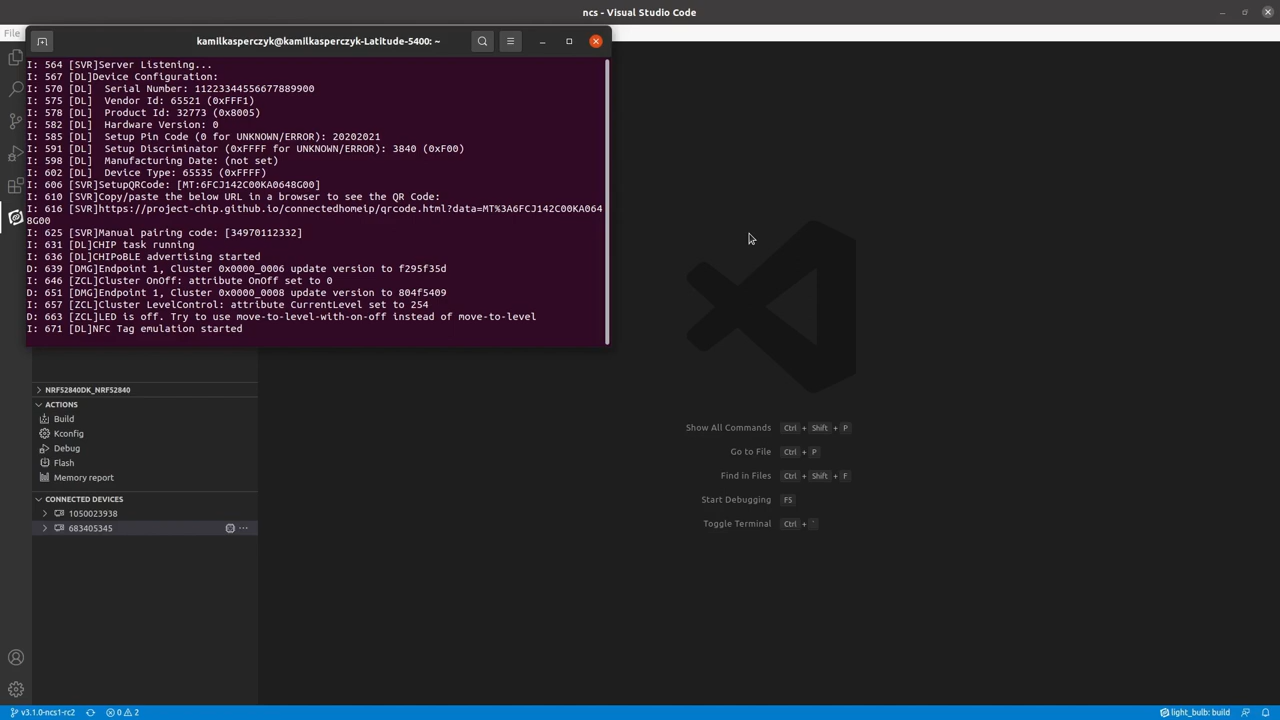 ncs - Visual Studio Code
File
kamilkasperczyk@kamilkasperczyk-Latitude-5400: ~
I: 564 [SVR]Server Listening...
I: 567 [DL]Device Configuration:
I: 570 [DL]  Serial Number: 11223344556677889900
I: 575 [DL]  Vendor Id: 65521 (0xFFF1)
I: 578 [DL]  Product Id: 32773 (0x8005)
I: 582 [DL]  Hardware Version: 0
I: 585 [DL]  Setup Pin Code (0 for UNKNOWN/ERROR): 20202021
I: 591 [DL]  Setup Discriminator (0xFFFF for UNKNOWN/ERROR): 3840 (0xF00)
I: 598 [DL]  Manufacturing Date: (not set)
I: 602 [DL]  Device Type: 65535 (0xFFFF)
I: 606 [SVR]SetupQRCode: [MT:6FCJ142C00KA0648G00]
I: 610 [SVR]Copy/paste the below URL in a browser to see the QR Code:
I: 616 [SVR]https://project-chip.github.io/connectedhomeip/qrcode.html?data=MT%3A6FCJ142C00KA064
8G00
I: 625 [SVR]Manual pairing code: [34970112332]
I: 631 [DL]CHIP task running
I: 636 [DL]CHIPoBLE advertising started
D: 639 [DMG]Endpoint 1, Cluster 0x0000_0006 update version to f295f35d
I: 646 [ZCL]Cluster OnOff: attribute OnOff set to 0
D: 651 [DMG]Endpoint 1, Cluster 0x0000_0008 update version to 804f5409
I: 657 [ZCL]Cluster LevelControl: attribute CurrentLevel set to 254
D: 663 [ZCL]LED is off. Try to use move-to-level-with-on-off instead of move-to-level
I: 671 [DL]NFC Tag emulation started
NRF52840DK_NRF52840
ACTIONS
Build
Kconfig
Debug
Flash
Memory report
CONNECTED DEVICES
1050023938
683405345
Show All Commands Ctrl + Shift + P
Go to File Ctrl + P
Find in Files Ctrl + Shift + F
Start Debugging F5
Toggle Terminal Ctrl + `
v3.1.0-ncs1-rc2 0 2 light_bulb: build